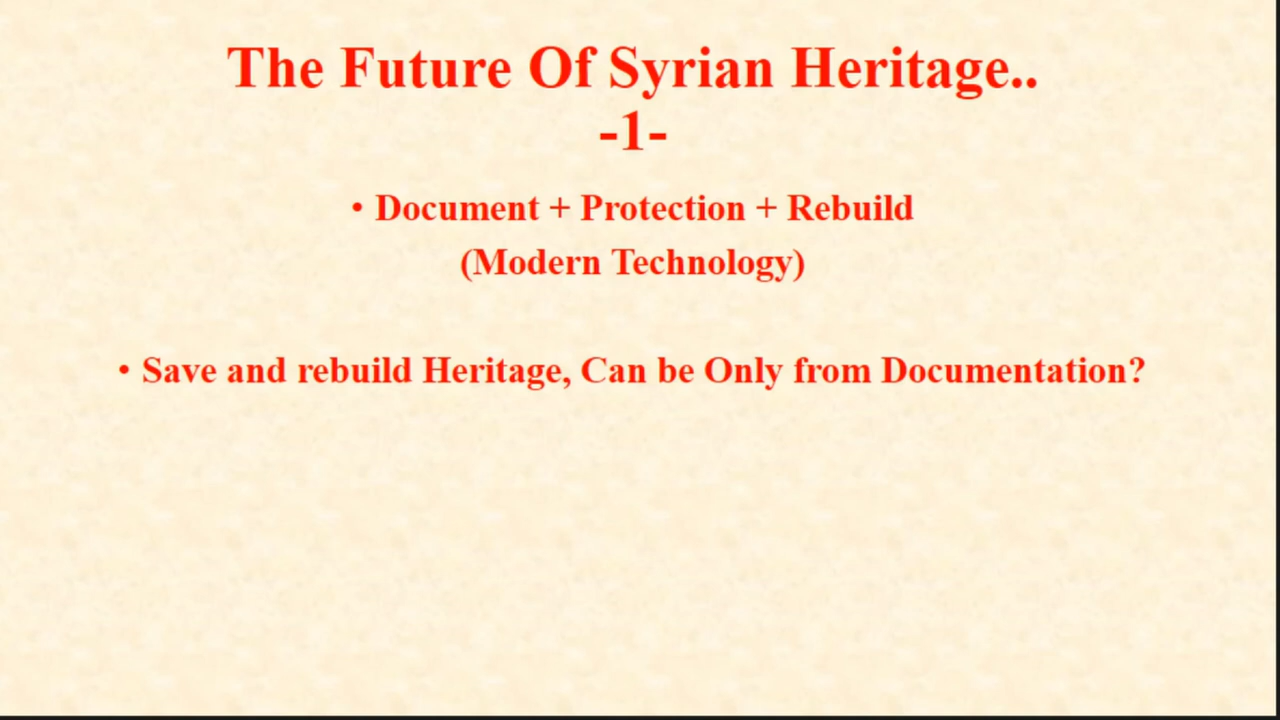 The Future Of Syrian Heritage..
-1-
• Document + Protection + Rebuild
(Modern Technology)
• Save and rebuild Heritage, Can be Only from Documentation?